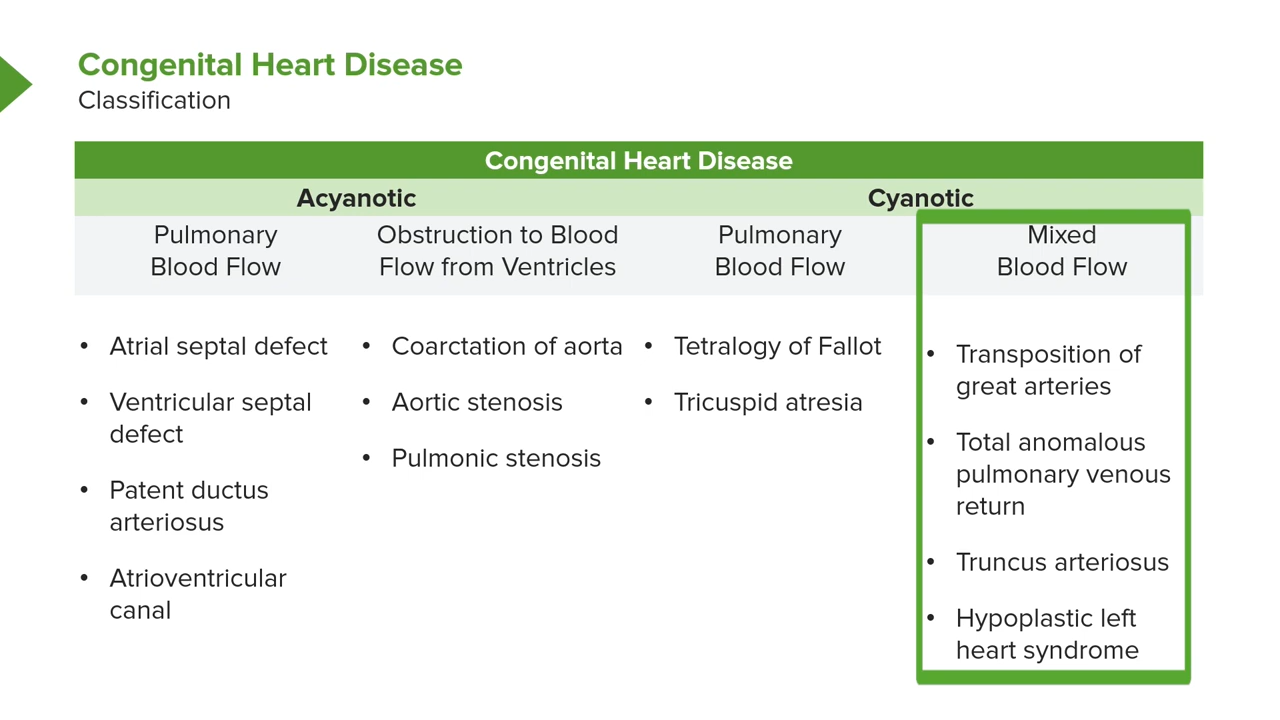 Congenital Heart Disease
Classification
Congenital Heart Disease
Acyanotic
Cyanotic
Pulmonary
Blood Flow
Obstruction to Blood
Flow from Ventricles
Pulmonary
Blood Flow
Mixed
Blood Flow
• Atrial septal defect
• Ventricular septal
defect
• Patent ductus
arteriosus
• Atrioventricular
canal
• Coarctation of aorta
• Aortic stenosis
• Pulmonic stenosis
• Tetralogy of Fallot
• Tricuspid atresia
• Transposition of
great arteries
• Total anomalous
pulmonary venous
return
• Truncus arteriosus
• Hypoplastic left
heart syndrome